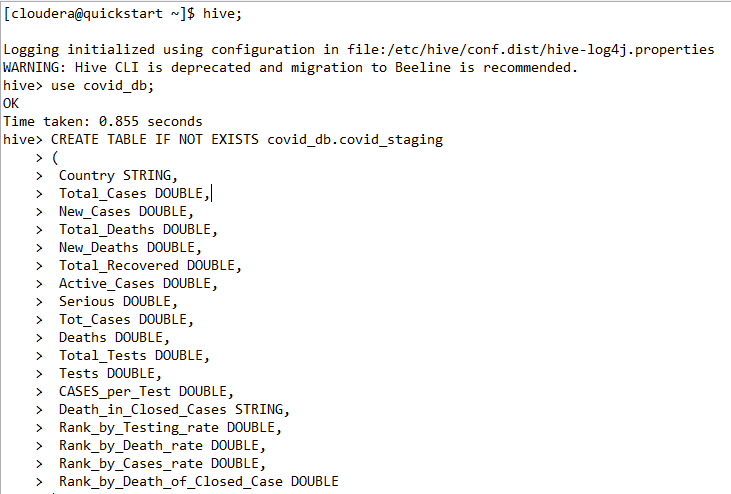 [cloudera@quickstart ~]$ hive;
Logging initialized using configuration in file:/etc/hive/conf.dist/hive-log4j.properties
WARNING: Hive CLI is deprecated and migration to Beeline is recommended.
hive> use covid_db;
OK
Time taken: 0.855 seconds
hive> CREATE TABLE IF NOT EXISTS covid_db.covid_staging
    > (
    >  Country STRING,
    >  Total_Cases DOUBLE,
    >  New_Cases DOUBLE,
    >  Total_Deaths DOUBLE,
    >  New_Deaths DOUBLE,
    >  Total_Recovered DOUBLE,
    >  Active_Cases DOUBLE,
    >  Serious DOUBLE,
    >  Tot_Cases DOUBLE,
    >  Deaths DOUBLE,
    >  Total_Tests DOUBLE,
    >  Tests DOUBLE,
    >  CASES_per_Test DOUBLE,
    >  Death_in_Closed_Cases STRING,
    >  Rank_by_Testing_rate DOUBLE,
    >  Rank_by_Death_rate DOUBLE,
    >  Rank_by_Cases_rate DOUBLE,
    >  Rank_by_Death_of_Closed_Case DOUBLE